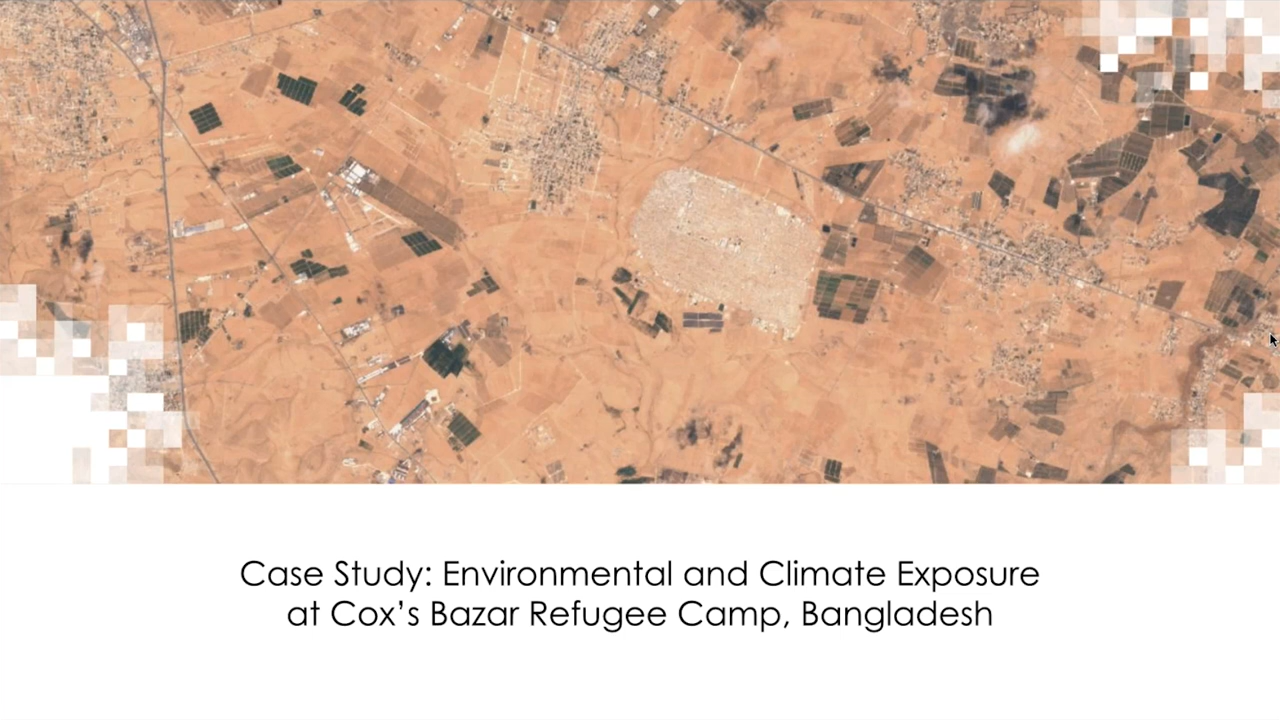 Case Study: Environmental and Climate Exposure
at Cox’s Bazar Refugee Camp, Bangladesh